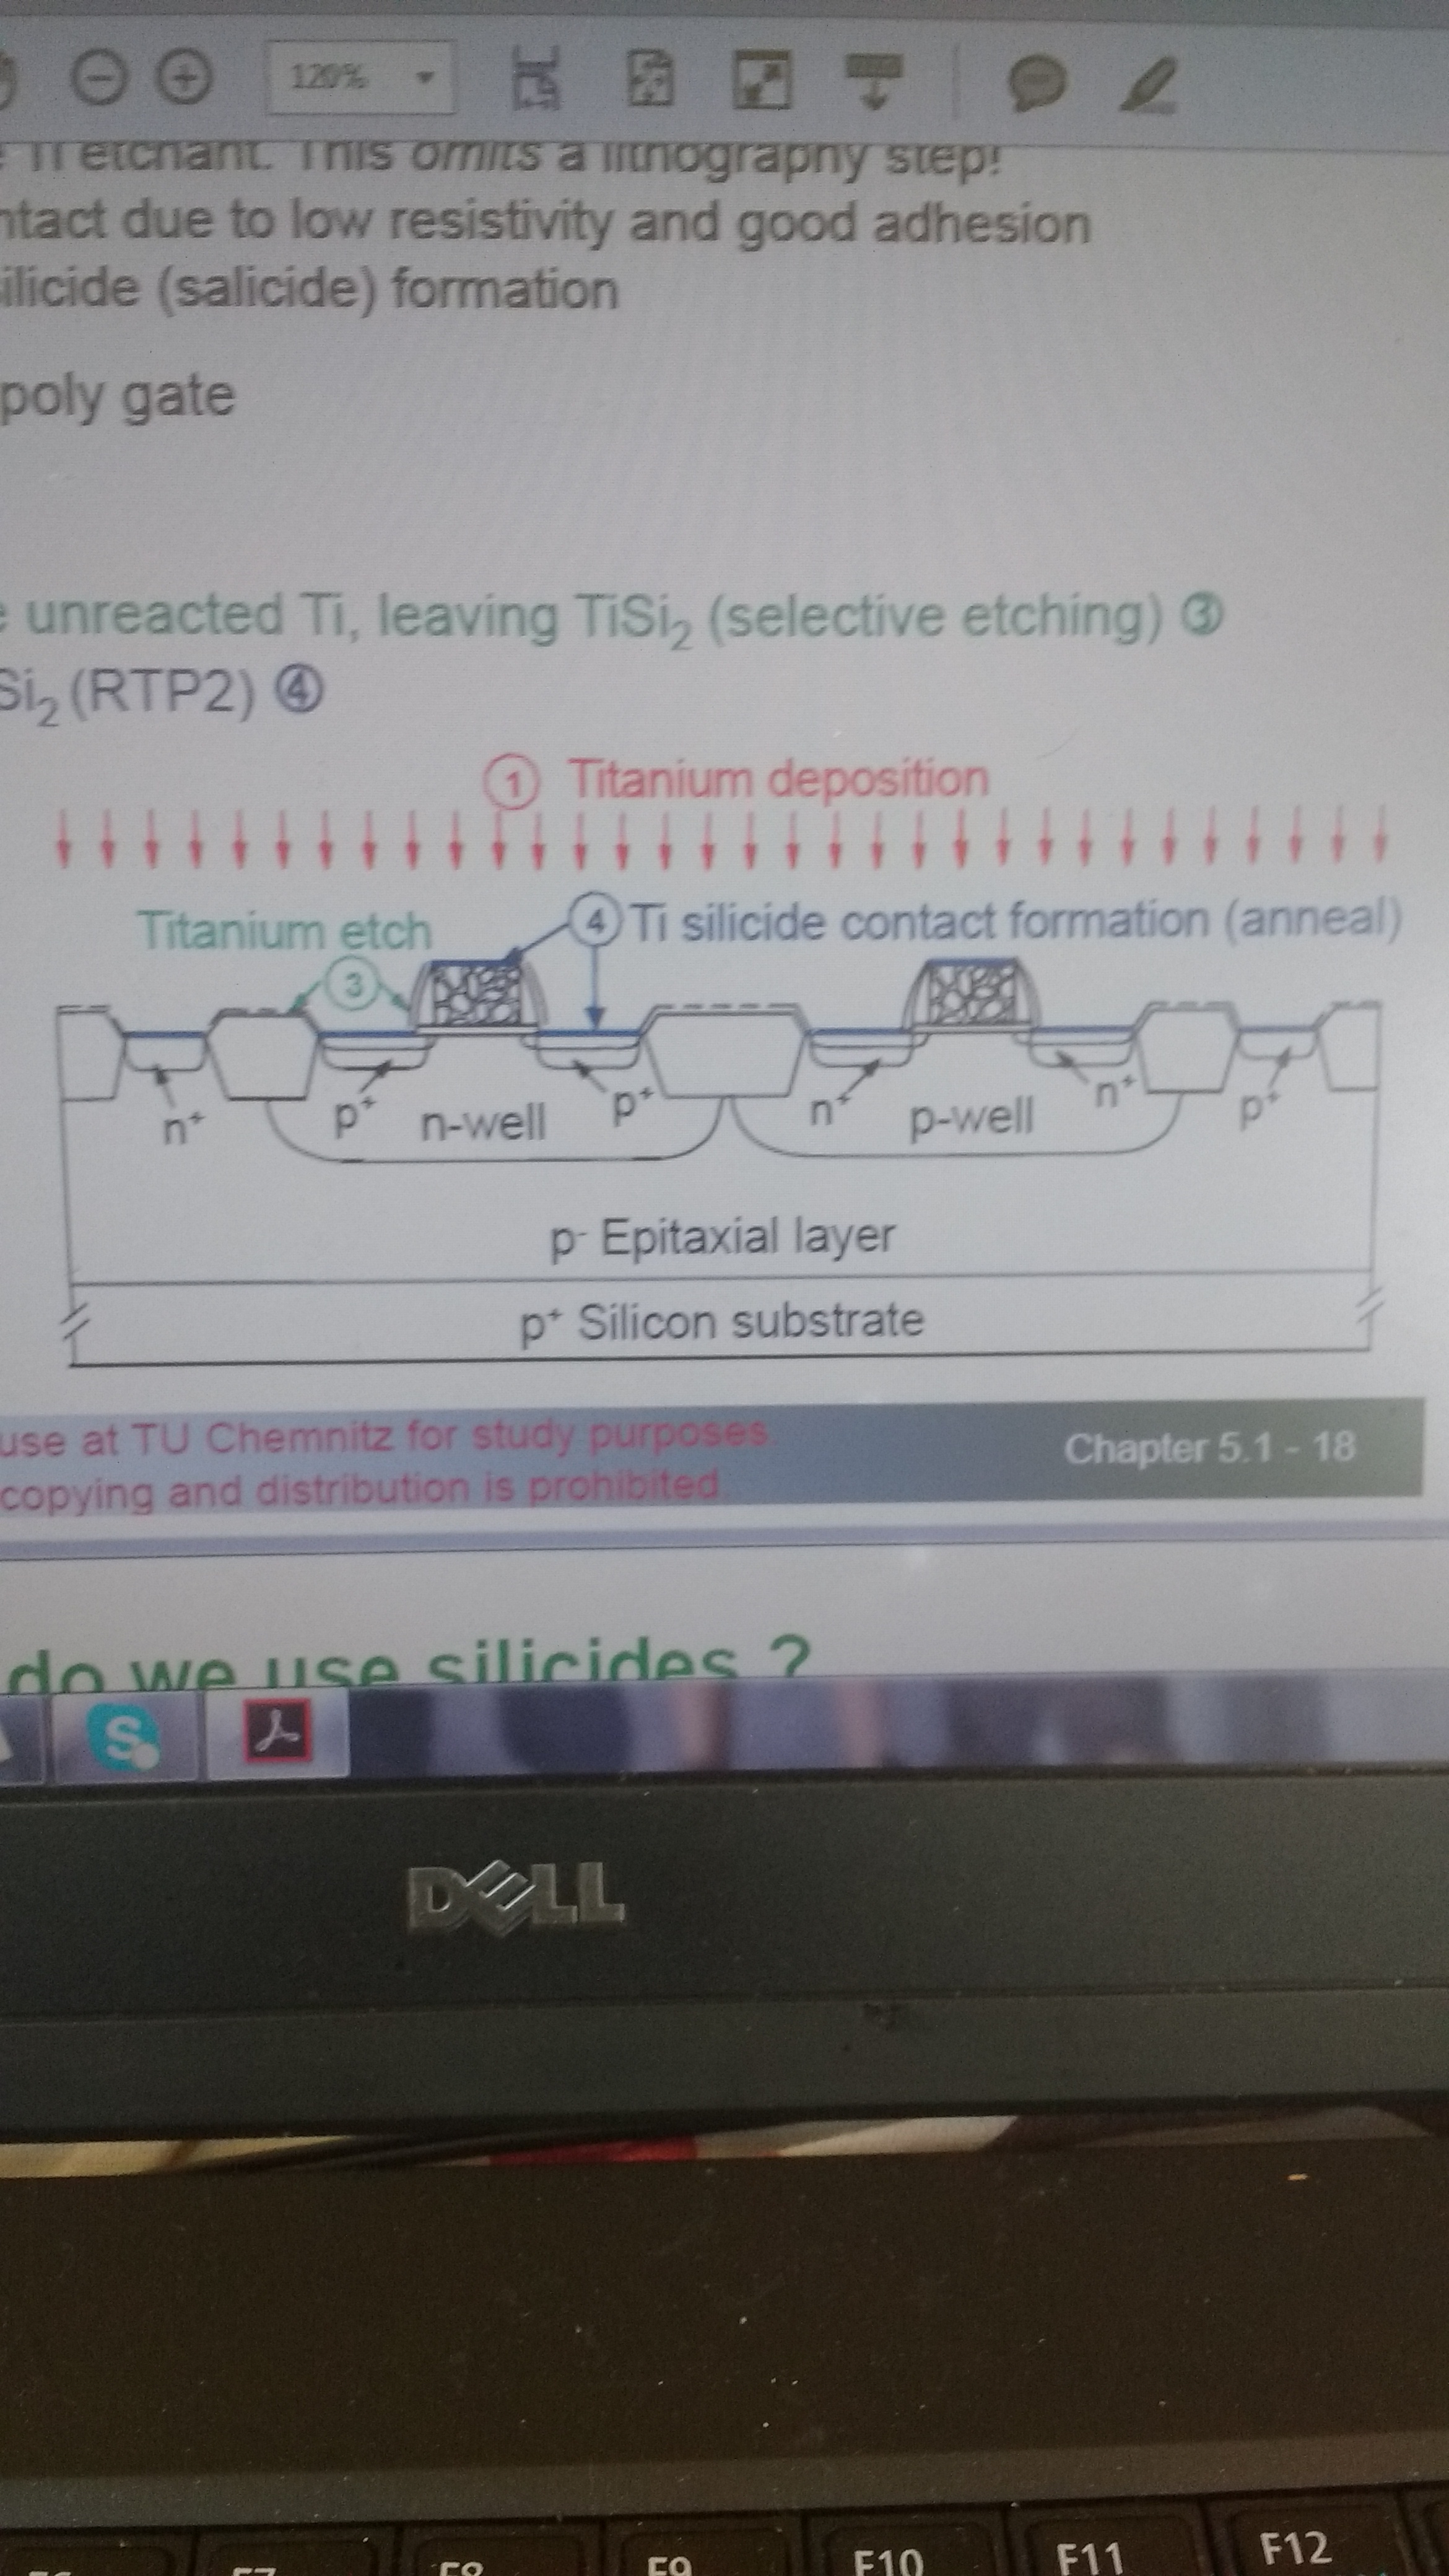 120%
Ti etchant. This omits a lithography step!
ntact due to low resistivity and good adhesion
ilicide (salicide) formation
poly gate
e unreacted Ti, leaving TiSi₂ (selective etching) ③
Si₂ (RTP2) ④
① Titanium deposition
Titanium etch
④ Ti silicide contact formation (anneal)
③
n⁺ p⁺ n-well p⁺ n⁺ p-well n⁺ p⁺
p⁻ Epitaxial layer
p⁺ Silicon substrate
use at TU Chemnitz for study purposes.
copying and distribution is prohibited.
Chapter 5.1 - 18
do we use silicides ?
S
DELL
F7 F8 F9 F10 F11 F12